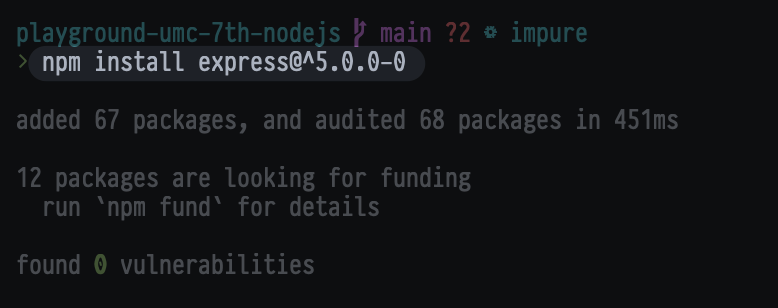 playground-umc-7th-nodejs main ?2 impure
> npm install express@^5.0.0-0
added 67 packages, and audited 68 packages in 451ms
12 packages are looking for funding
run `npm fund` for details
found 0 vulnerabilities